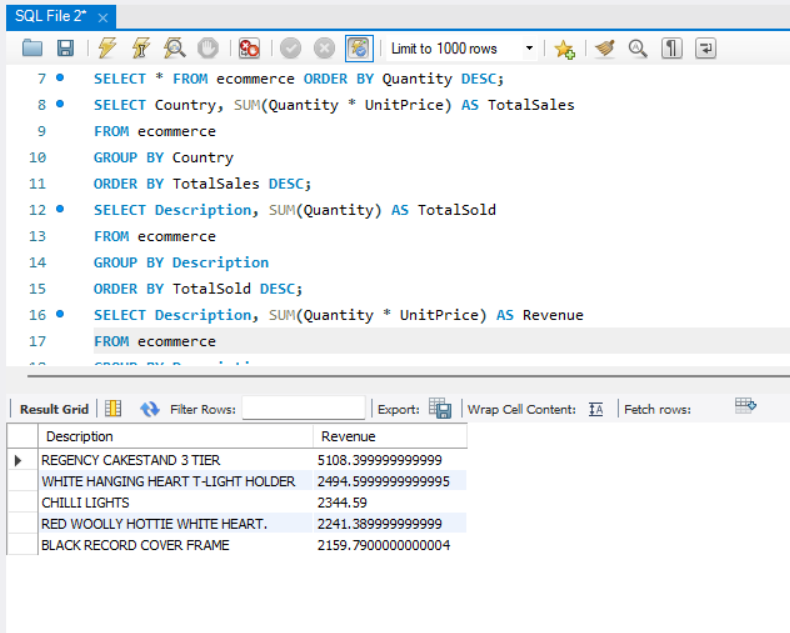 SQL File 2* ×
Limit to 1000 rows
7 SELECT * FROM ecommerce ORDER BY Quantity DESC;
8 SELECT Country, SUM(Quantity * UnitPrice) AS TotalSales
9 FROM ecommerce
10 GROUP BY Country
11 ORDER BY TotalSales DESC;
12 SELECT Description, SUM(Quantity) AS TotalSold
13 FROM ecommerce
14 GROUP BY Description
15 ORDER BY TotalSold DESC;
16 SELECT Description, SUM(Quantity * UnitPrice) AS Revenue
17 FROM ecommerce
Result Grid Filter Rows: Export: Wrap Cell Content: IA Fetch rows:
Description Revenue
REGENCY CAKESTAND 3 TIER 5108.399999999999
WHITE HANGING HEART T-LIGHT HOLDER 2494.5999999999995
CHILLI LIGHTS 2344.59
RED WOOLLY HOTTIE WHITE HEART. 2241.389999999999
BLACK RECORD COVER FRAME 2159.7900000000004